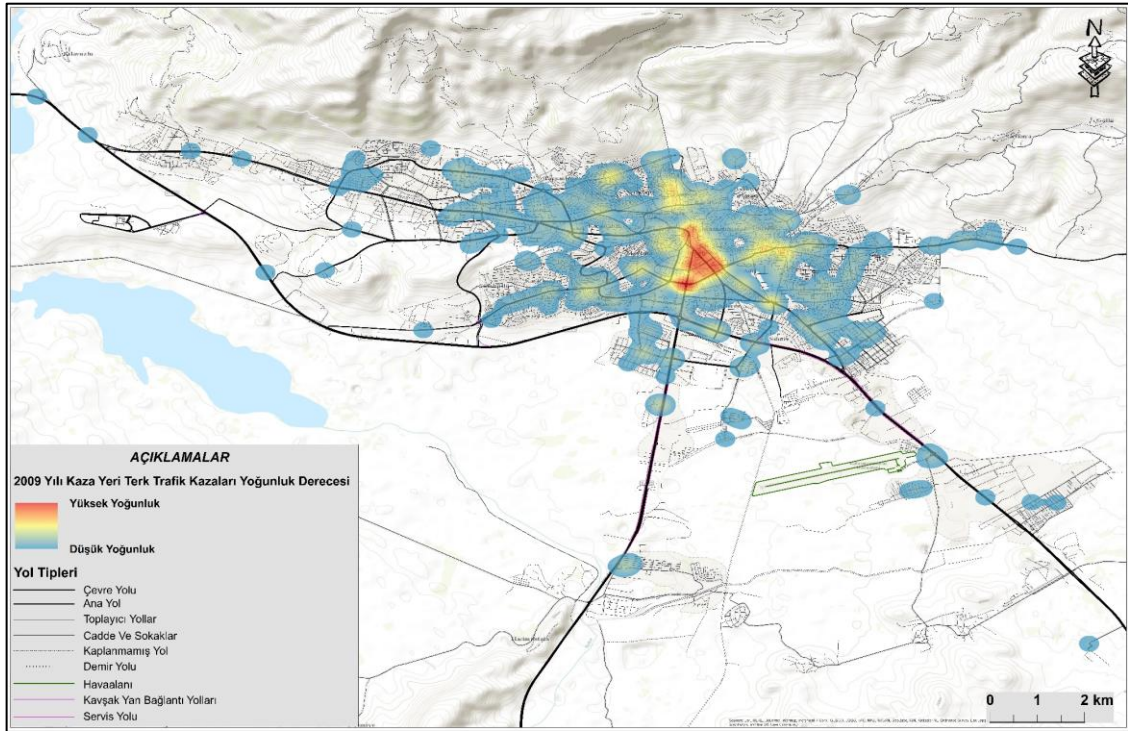 N
AÇIKLAMALAR
2009 Yılı Kaza Yeri Terk Trafik Kazaları Yoğunluk Derecesi
Yüksek Yoğunluk
Düşük Yoğunluk
Yol Tipleri
Çevre Yolu
Ana Yol
Toplayıcı Yollar
Cadde Ve Sokaklar
Kaplanmamış Yol
Demir Yolu
Havaalanı
Kavşak Yan Bağlantı Yolları
Servis Yolu
0 1 2 km